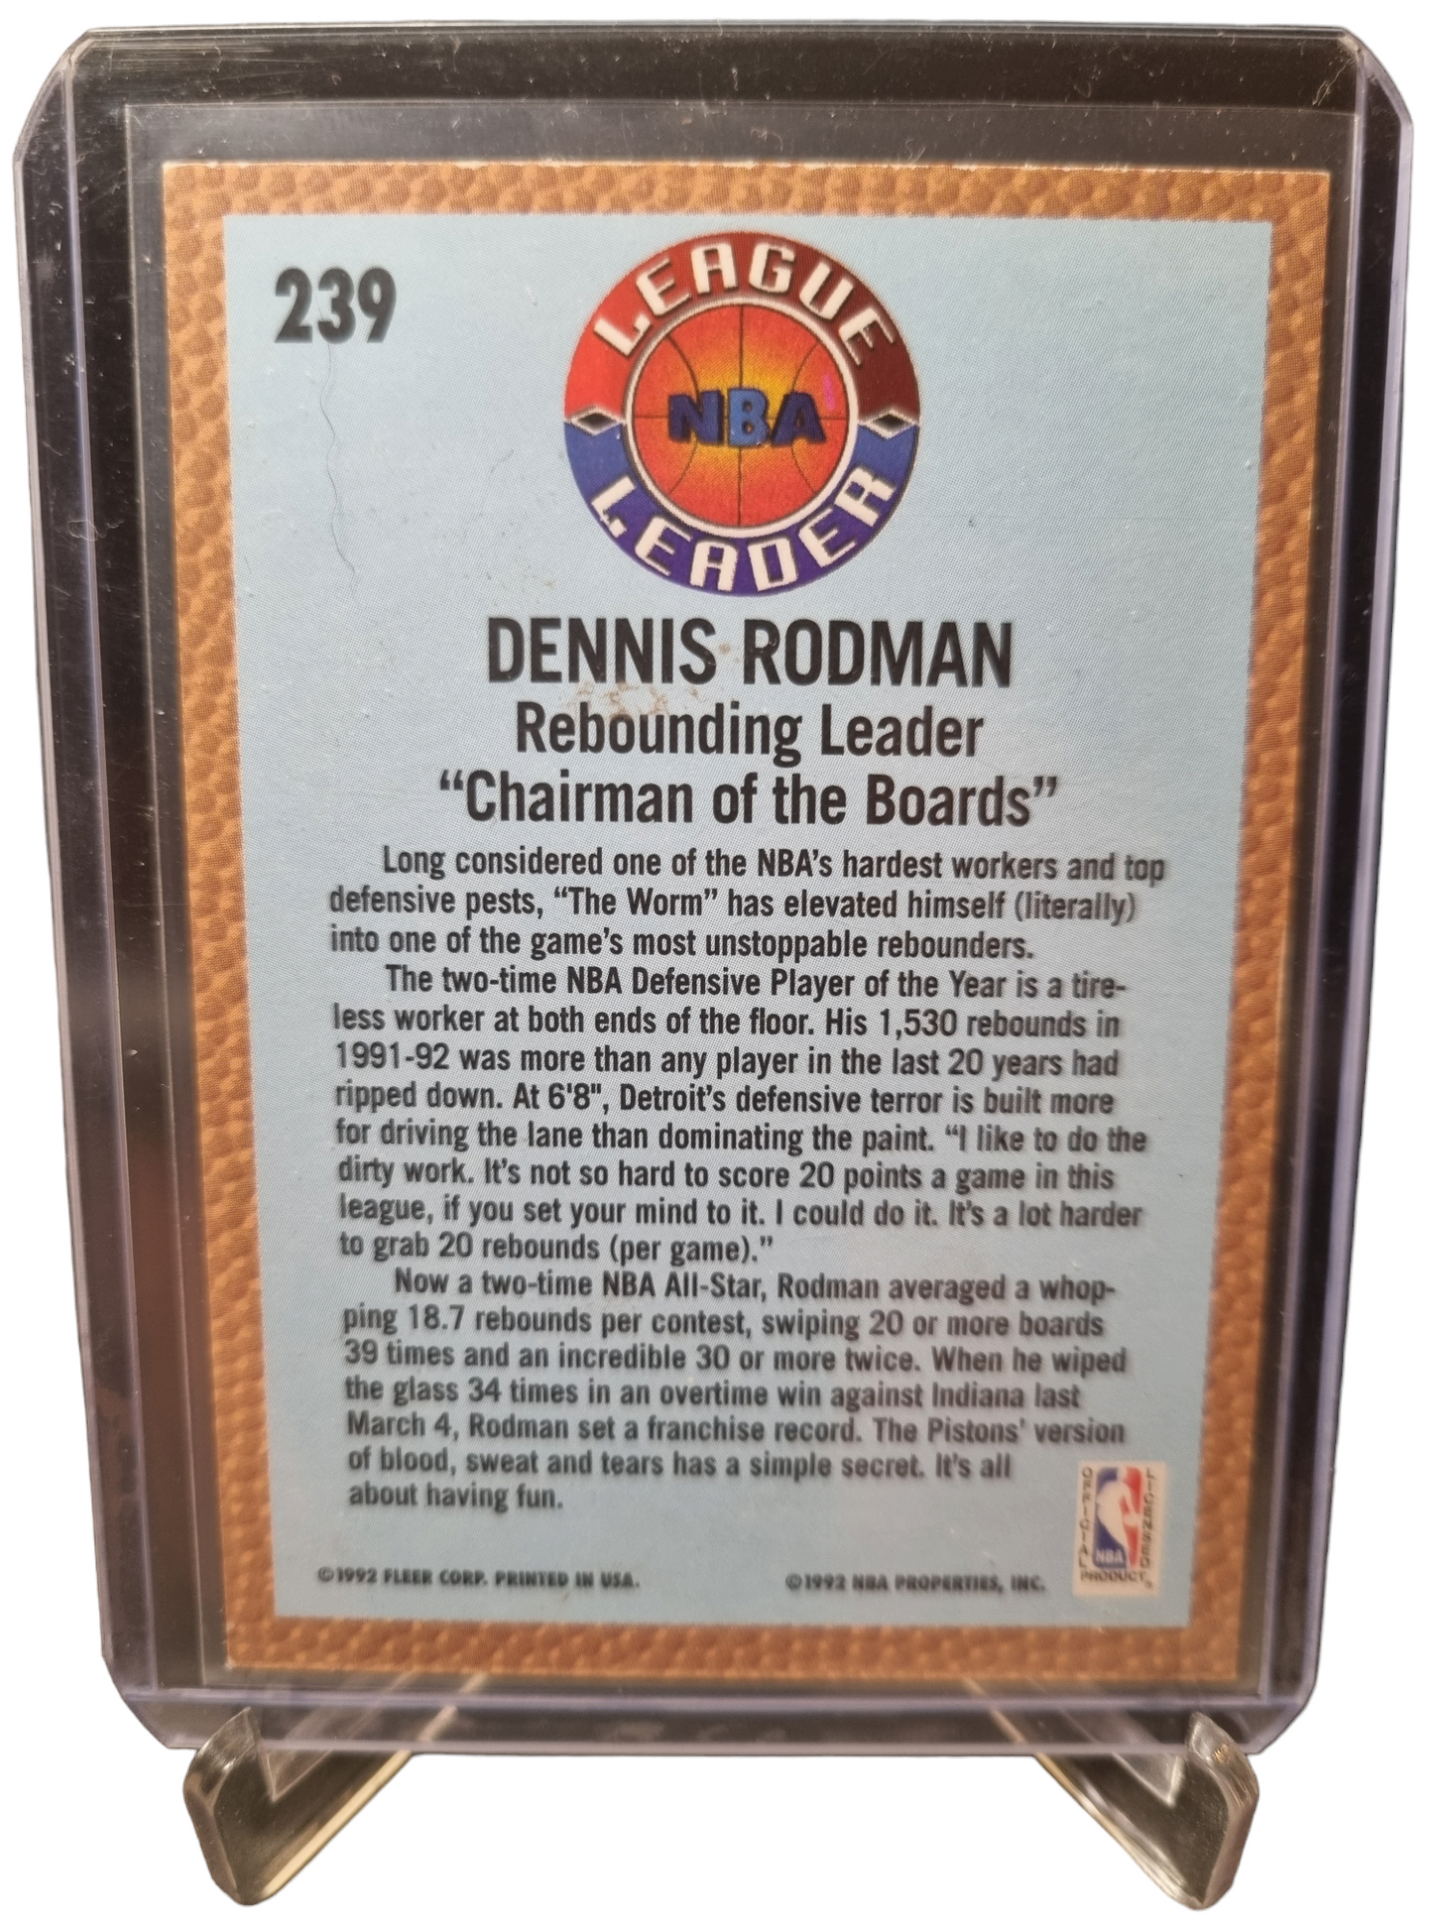 239
LEAGUE
NBA
LEADER
DENNIS RODMAN
Rebounding Leader
“Chairman of the Boards”
Long considered one of the NBA’s hardest workers and top
defensive pests, “The Worm” has elevated himself (literally)
into one of the game’s most unstoppable rebounders.
The two-time NBA Defensive Player of the Year is a tire-
less worker at both ends of the floor. His 1,530 rebounds in
1991-92 was more than any player in the last 20 years had
ripped down. At 6'8", Detroit’s defensive terror is built more
for driving the lane than dominating the paint. “I like to do the
dirty work. It’s not so hard to score 20 points a game in this
league, if you set your mind to it. I could do it. It’s a lot harder
to grab 20 rebounds (per game).”
Now a two-time NBA All-Star, Rodman averaged a whop-
ping 18.7 rebounds per contest, swiping 20 or more boards
39 times and an incredible 30 or more twice. When he wiped
the glass 34 times in an overtime win against Indiana last
March 4, Rodman set a franchise record. The Pistons’ version
of blood, sweat and tears has a simple secret. It’s all
about having fun.
©1992 FLEER CORP. PRINTED IN USA.
©1992 NBA PROPERTIES, INC.
OFFICIAL
LICENSED
NBA
PRODUCT